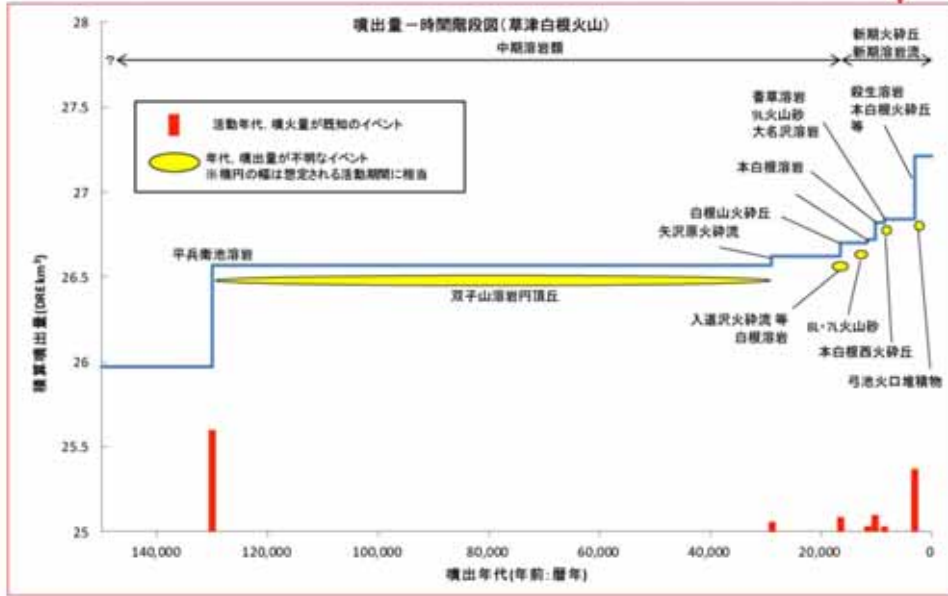 噴出量ー時間階段図(草津白根火山)
中期溶岩類
新期火砕丘
新期溶岩流
?
活動年代、噴火量が既知のイベント
年代、噴出量が不明なイベント
※楕円の幅は想定される活動期間に相当
香草溶岩
9L火山砂
大名沢溶岩
殺生溶岩
本白根火砕丘
等
本白根溶岩
白根山火砕丘
矢沢原火砕流
平兵衛池溶岩
双子山溶岩円頂丘
入道沢火砕流 等
白根溶岩
8L・7L火山砂
本白根西火砕丘
弓池火口堆積物
積算噴出量(DRE km³)
28
27.5
27
26.5
26
25.5
25
140,000
120,000
100,000
80,000
60,000
40,000
20,000
0
噴出年代(年前:暦年)